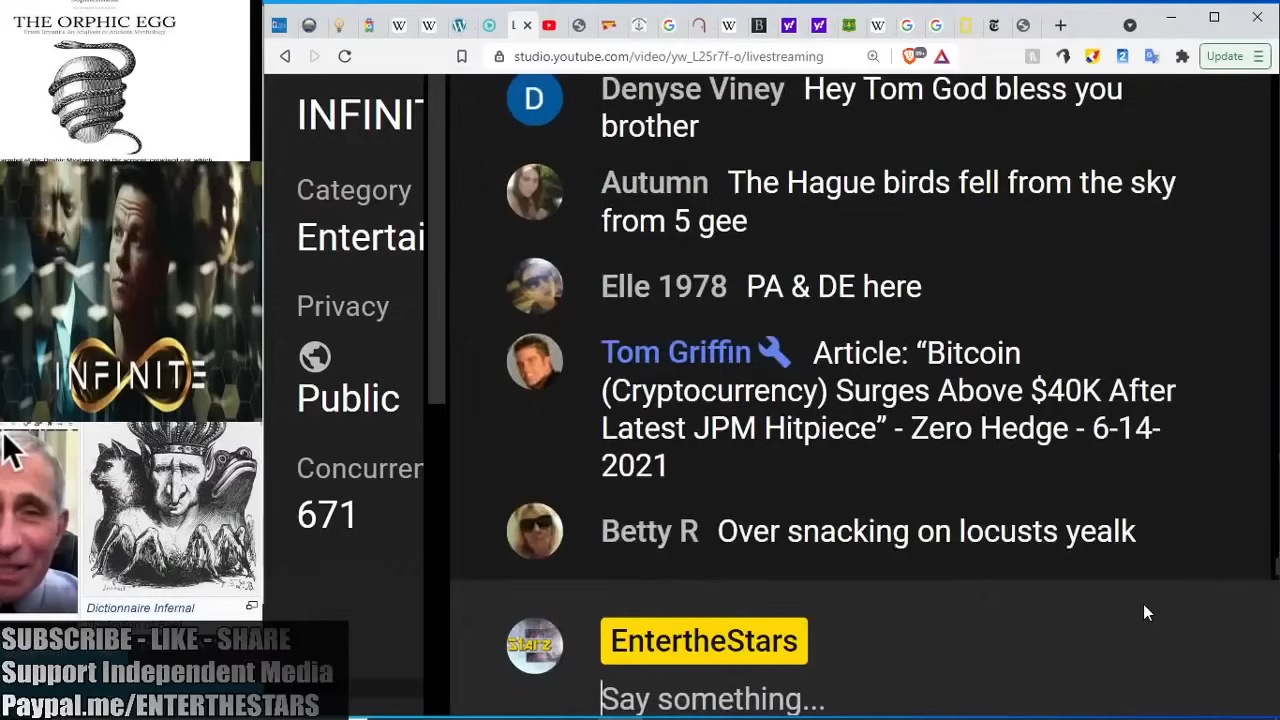 THE ORPHIC EGG
INFINITE
Dictionnaire Infernal
SUBSCRIBE - LIKE - SHARE
Support Independent Media
Paypal.me/ENTERTHESTARS
studio.youtube.com/video/yw_L25r7f-o/livestreaming
Update
INFINIT
Category
Entertai
Privacy
Public
Concurren
671
D
Denyse Viney Hey Tom God bless you
brother
Autumn The Hague birds fell from the sky
from 5 gee
Elle 1978 PA & DE here
Tom Griffin Article: “Bitcoin
(Cryptocurrency) Surges Above $40K After
Latest JPM Hitpiece” - Zero Hedge - 6-14-
2021
Betty R Over snacking on locusts yealk
EntertheStars
Say something...